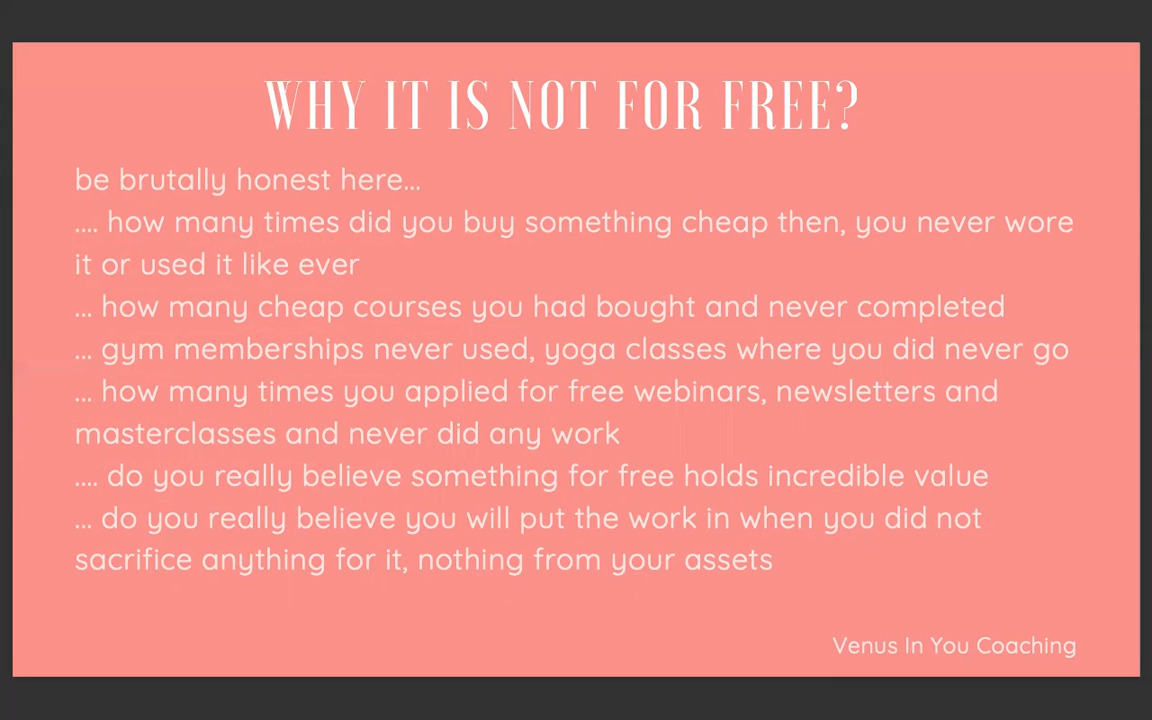 WHY IT IS NOT FOR FREE?
be brutally honest here...
.... how many times did you buy something cheap then, you never wore
it or used it like ever
... how many cheap courses you had bought and never completed
... gym memberships never used, yoga classes where you did never go
... how many times you applied for free webinars, newsletters and
masterclasses and never did any work
.... do you really believe something for free holds incredible value
... do you really believe you will put the work in when you did not
sacrifice anything for it, nothing from your assets
Venus In You Coaching